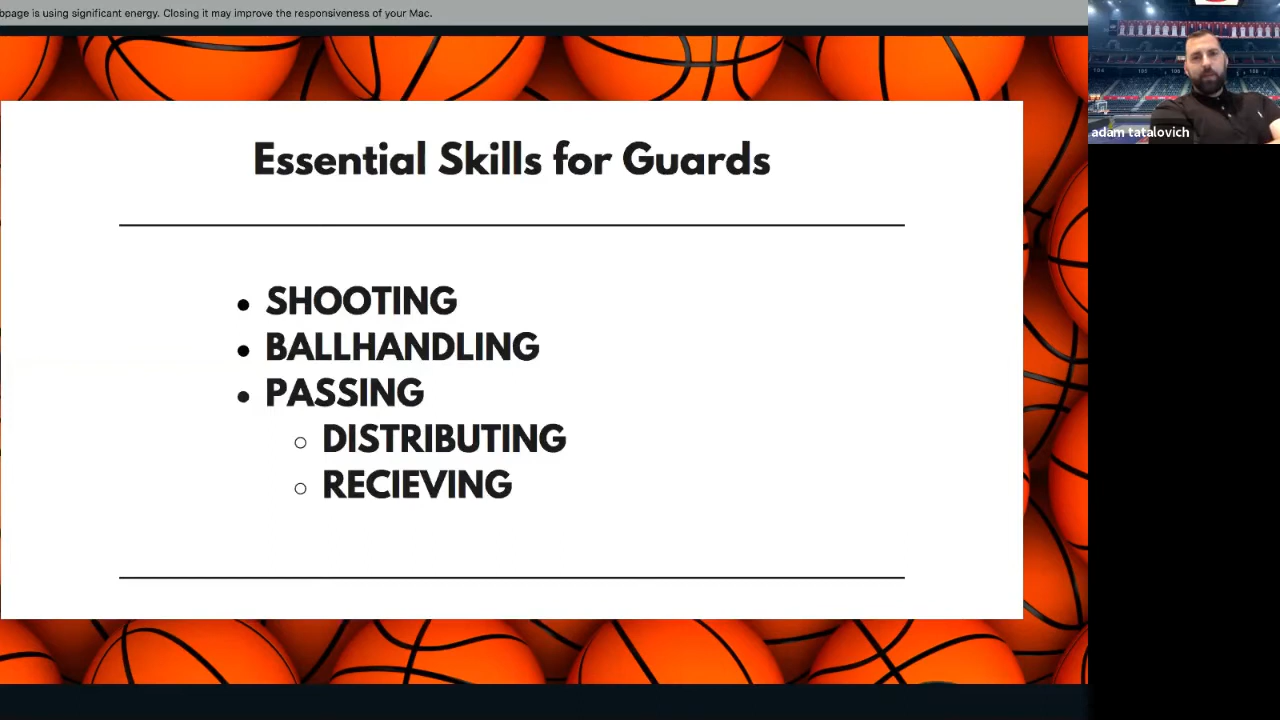 bpage is using significant energy. Closing it may improve the responsiveness of your Mac.
adam tatalovich
Essential Skills for Guards
• SHOOTING
• BALLHANDLING
• PASSING
○ DISTRIBUTING
○ RECIEVING